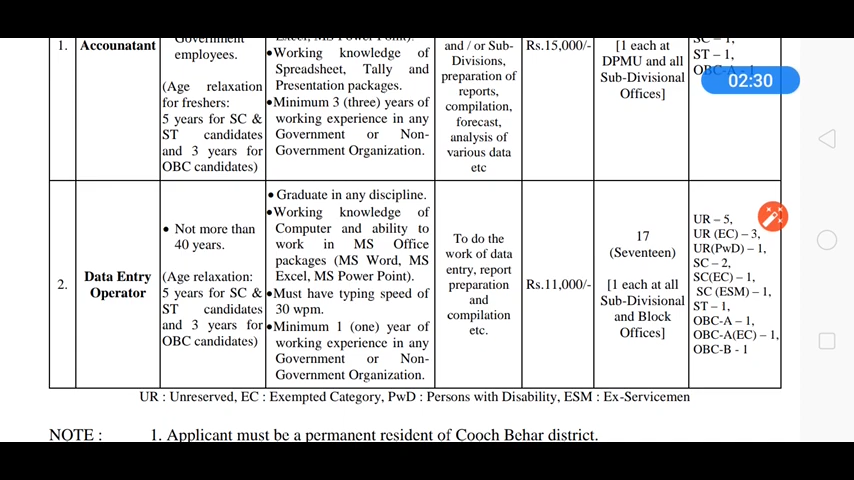 1.
Accounatant
Government
employees.
(Age relaxation
for freshers:
5 years for SC &
ST candidates
and 3 years for
OBC candidates)
Excel, MS Power Point).
•Working knowledge of
Spreadsheet, Tally and
Presentation packages.
•Minimum 3 (three) years of
working experience in any
Government or Non-
Government Organization.
and / or Sub-
Divisions,
preparation of
reports,
compilation,
forecast,
analysis of
various data
etc
Rs.15,000/-
[1 each at
DPMU and all
Sub-Divisional
Offices]
SC – 1,
ST – 1,
OBC-A - 1
02:30
2.
Data Entry
Operator
• Not more than
40 years.
(Age relaxation:
5 years for SC &
ST candidates
and 3 years for
OBC candidates)
• Graduate in any discipline.
•Working knowledge of
Computer and ability to
work in MS Office
packages (MS Word, MS
Excel, MS Power Point).
•Must have typing speed of
30 wpm.
•Minimum 1 (one) year of
working experience in any
Government or Non-
Government Organization.
To do the
work of data
entry, report
preparation
and
compilation
etc.
Rs.11,000/-
17
(Seventeen)
[1 each at all
Sub-Divisional
and Block
Offices]
UR – 5,
UR (EC) – 3,
UR(PwD) – 1,
SC – 2,
SC(EC) – 1,
SC (ESM) – 1,
ST – 1,
OBC-A – 1,
OBC-A(EC) – 1,
OBC-B - 1
UR : Unreserved, EC : Exempted Category, PwD : Persons with Disability, ESM : Ex-Servicemen
NOTE : 1. Applicant must be a permanent resident of Cooch Behar district.